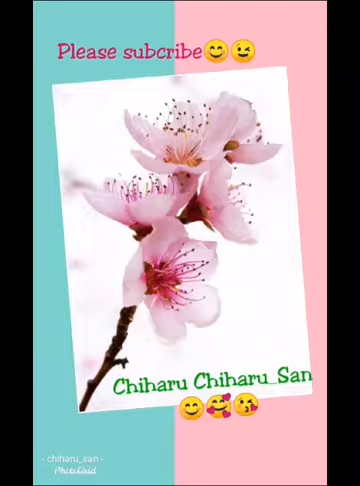 Please subcribe😊😉
Chiharu Chiharu_San
😊🥰😘
- chiharu_san -
PhotoGrid